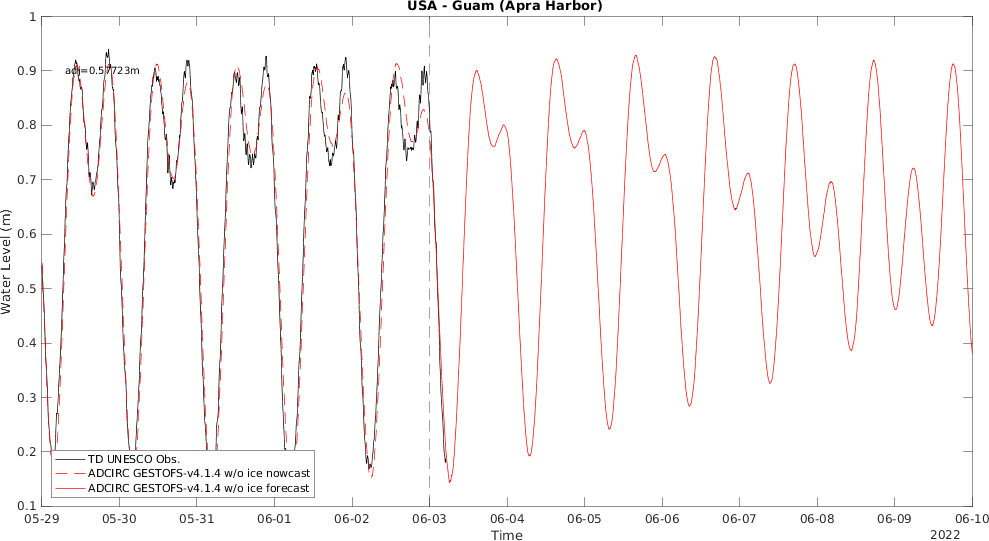 USA - Guam (Apra Harbor)
1
0.9
0.8
0.7
0.6
0.5
0.4
0.3
0.2
0.1
Water Level (m)
adj=0.57723m
TD UNESCO Obs.
ADCIRC GESTOFS-v4.1.4 w/o ice nowcast
ADCIRC GESTOFS-v4.1.4 w/o ice forecast
05-29 05-30 05-31 06-01 06-02 06-03 06-04 06-05 06-06 06-07 06-08 06-09 06-10
Time
2022